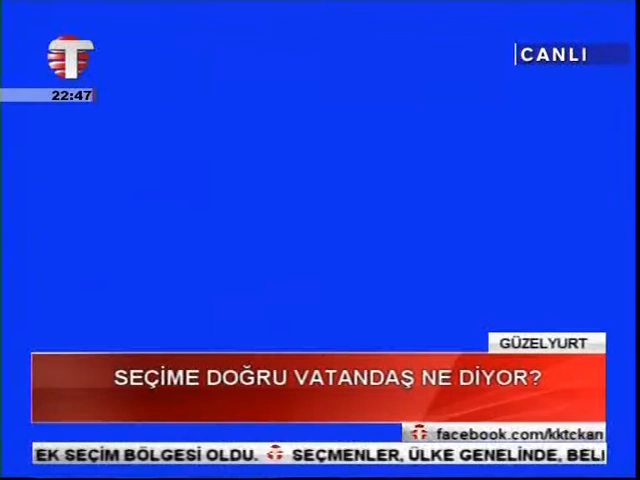 T
CANLI
22:47
GÜZELYURT
SEÇİME DOĞRU VATANDAŞ NE DİYOR?
facebook.com/kktckan
EK SEÇİM BÖLGESİ OLDU. T SEÇMENLER, ÜLKE GENELİNDE, BELİ